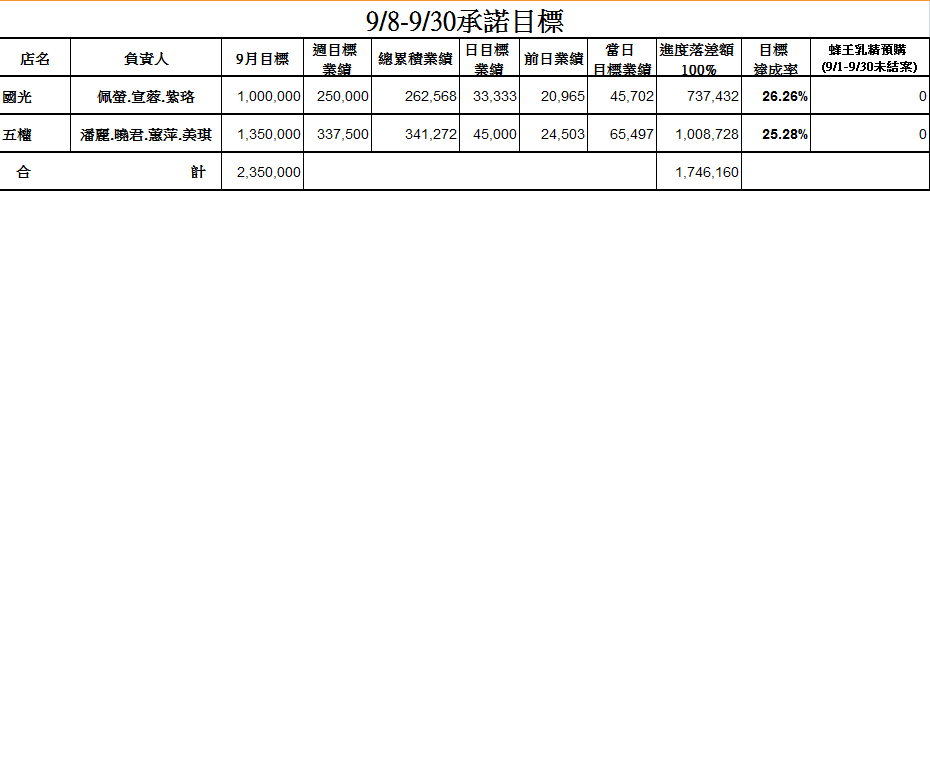 9/8-9/30承諾目標
店名 負責人 9月目標 週目標業績 總累積業績 日目標業績 前日業績 當日目標業績 進度落差額100% 目標達成率 蜂王乳精預購(9/1-9/30未結案)
國光 佩螢.宣蓉.紫珞 1,000,000 250,000 262,568 33,333 20,965 45,702 737,432 26.26% 0
五權 潘麗.曉君.蕙萍.美琪 1,350,000 337,500 341,272 45,000 24,503 65,497 1,008,728 25.28% 0
合 計 2,350,000 1,746,160